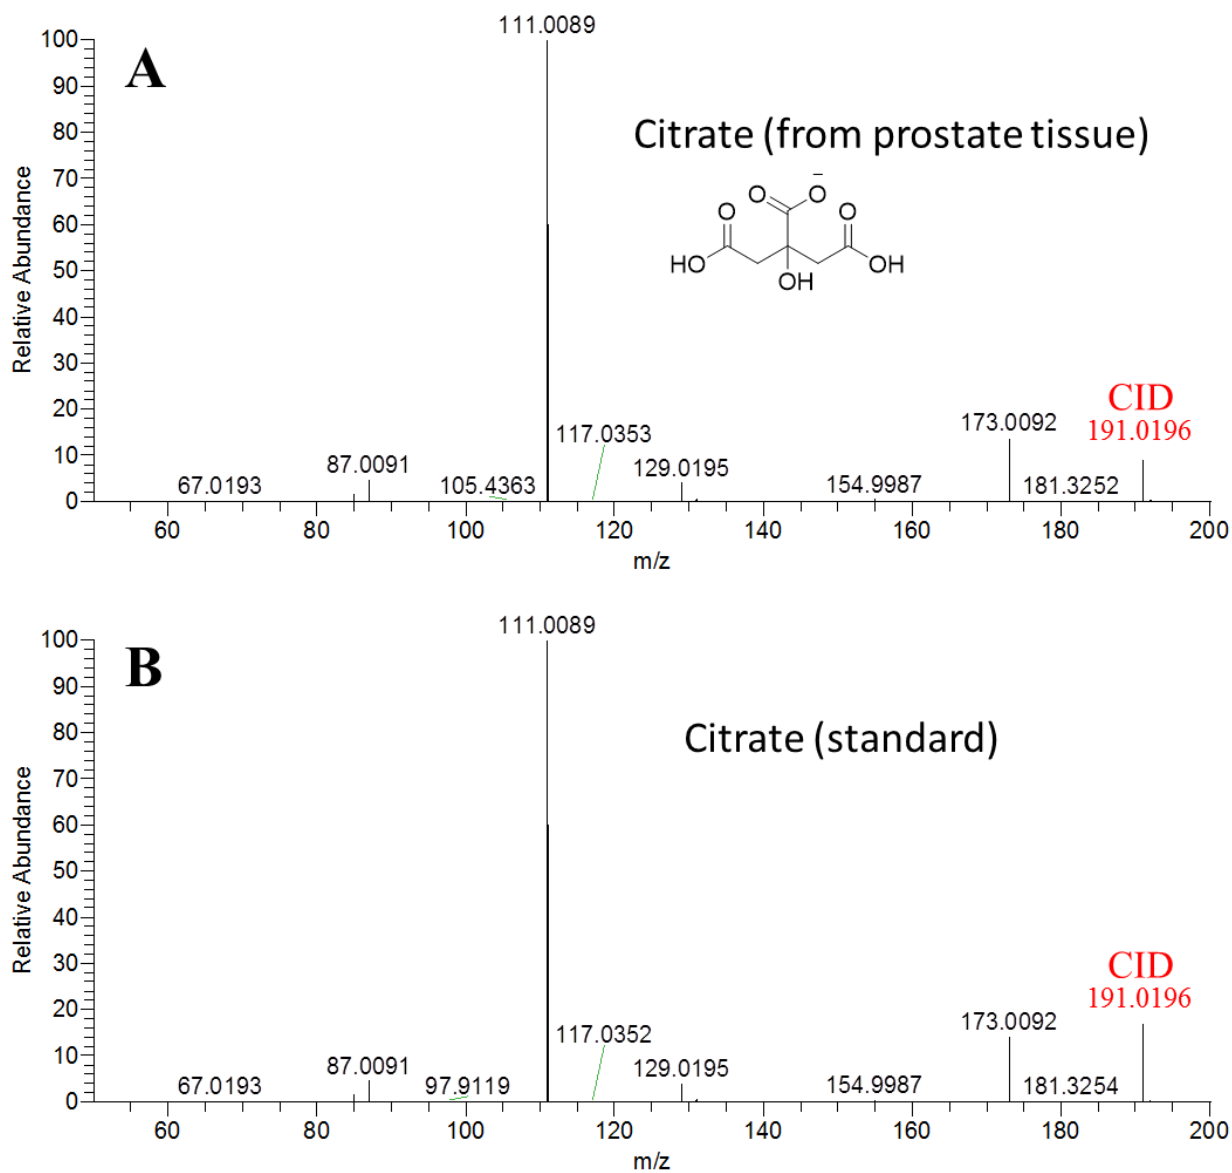 111.0089
100
A
90
80
Citrate (from prostate tissue)
70
60
50
40
30
20
10
0
Relative Abundance
O
O
–
O
O
HO
OH
OH
CID
191.0196
173.0092
117.0353
129.0195
87.0091
67.0193
105.4363
154.9987
181.3252
60 80 100 120 140 160 180 200
m/z
111.0089
100
B
90
80
Citrate (standard)
70
60
50
40
30
20
10
0
Relative Abundance
CID
191.0196
173.0092
117.0352
129.0195
87.0091
67.0193
97.9119
154.9987
181.3254
60 80 100 120 140 160 180 200
m/z